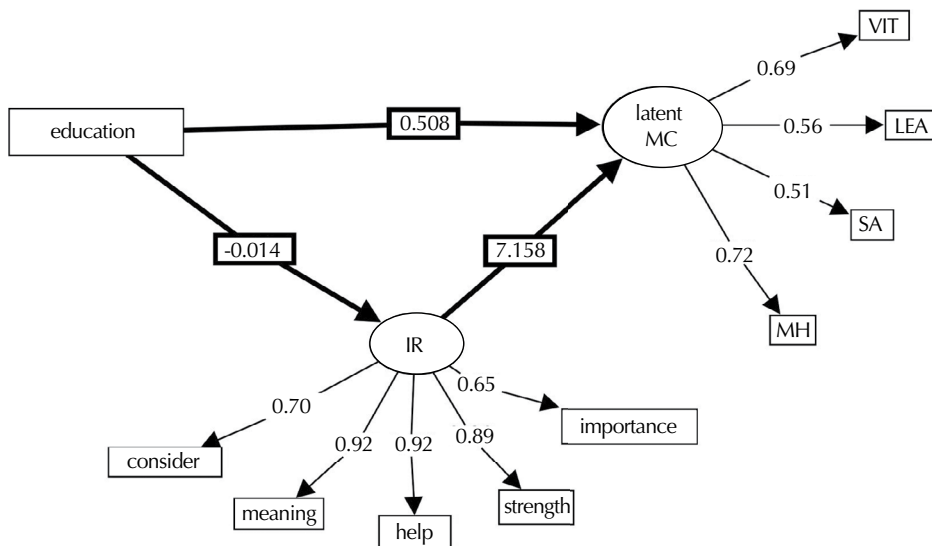 VIT
0.69
education
0.508
latent
MC
0.56
LEA
0.51
SA
-0.014
7.158
0.72
MH
IR
0.65
0.70
importance
0.92
0.92
0.89
consider
meaning
help
strength